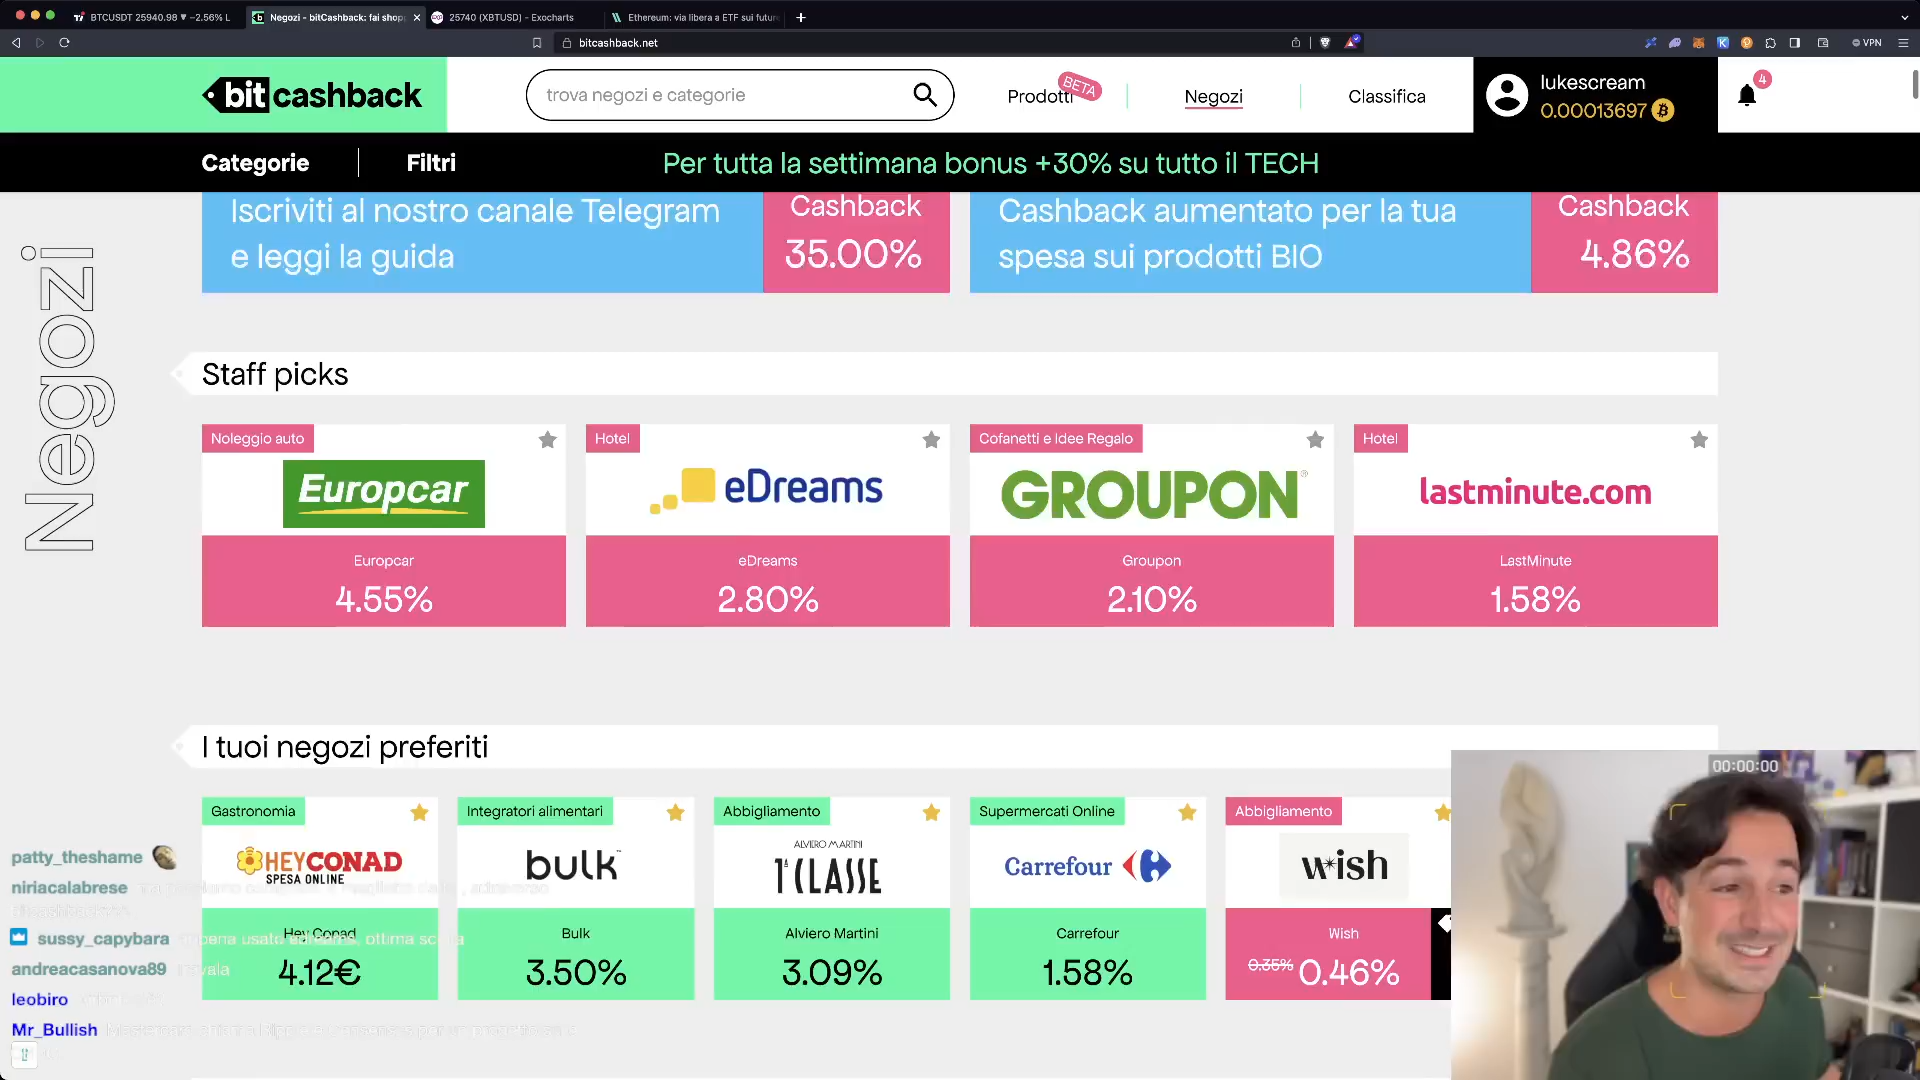 BTCUSDT 25940.98 ▼ −2.56% L
Negozi - bitCashback: fai shop
25740 (XBTUSD) - Exocharts
Ethereum: via libera a ETF sui futur
bitcashback.net
VPN
bitcashback
trova negozi e categorie
Prodotti
BETA
Negozi
Classifica
lukescream
0.00013697
4
Categorie
Filtri
Per tutta la settimana bonus +30% su tutto il TECH
Iscriviti al nostro canale Telegram
e leggi la guida
Cashback
35.00%
Cashback aumentato per la tua
spesa sui prodotti BIO
Cashback
4.86%
Negozi
Staff picks
Noleggio auto
Europcar
Europcar
4.55%
Hotel
eDreams
eDreams
2.80%
Cofanetti e Idee Regalo
GROUPON
Groupon
2.10%
Hotel
lastminute.com
LastMinute
1.58%
I tuoi negozi preferiti
Gastronomia
HEYCONAD
SPESA ONLINE
Hey Conad
4.12€
Integratori alimentari
bulk™
Bulk
3.50%
Abbigliamento
ALVIERO MARTINI
1ª CLASSE
Alviero Martini
3.09%
Supermercati Online
Carrefour
Carrefour
1.58%
Abbigliamento
wish
Wish
0.35% 0.46%
00:00:00
patty_theshame
niriacalabrese
sussy_capybara
usato edreams, ottima
andreacasanova89
leobiro
Mr_Bullish